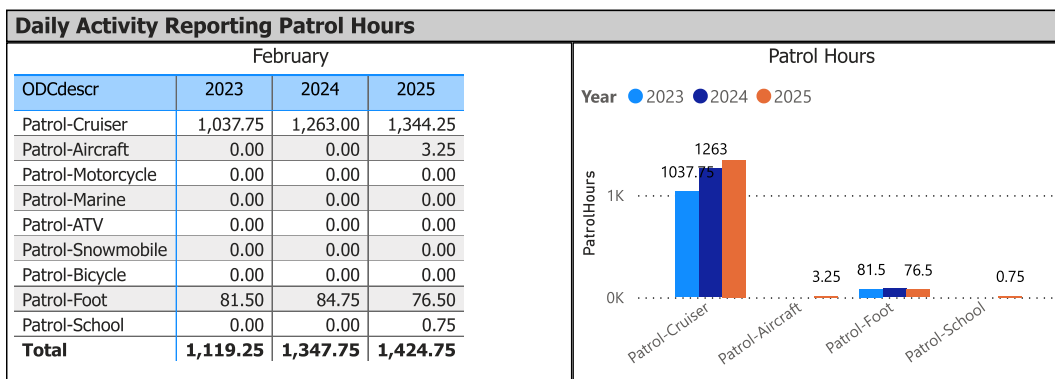 Daily Activity Reporting Patrol Hours
February
ODCdescr 2023 2024 2025
Patrol-Cruiser 1,037.75 1,263.00 1,344.25
Patrol-Aircraft 0.00 0.00 3.25
Patrol-Motorcycle 0.00 0.00 0.00
Patrol-Marine 0.00 0.00 0.00
Patrol-ATV 0.00 0.00 0.00
Patrol-Snowmobile 0.00 0.00 0.00
Patrol-Bicycle 0.00 0.00 0.00
Patrol-Foot 81.50 84.75 76.50
Patrol-School 0.00 0.00 0.75
Total 1,119.25 1,347.75 1,424.75
Patrol Hours
Year 2023 2024 2025
PatrolHours
1K
0K
1037.75 1263
3.25
81.5 76.5
0.75
Patrol-Cruiser
Patrol-Aircraft
Patrol-Foot
Patrol-School